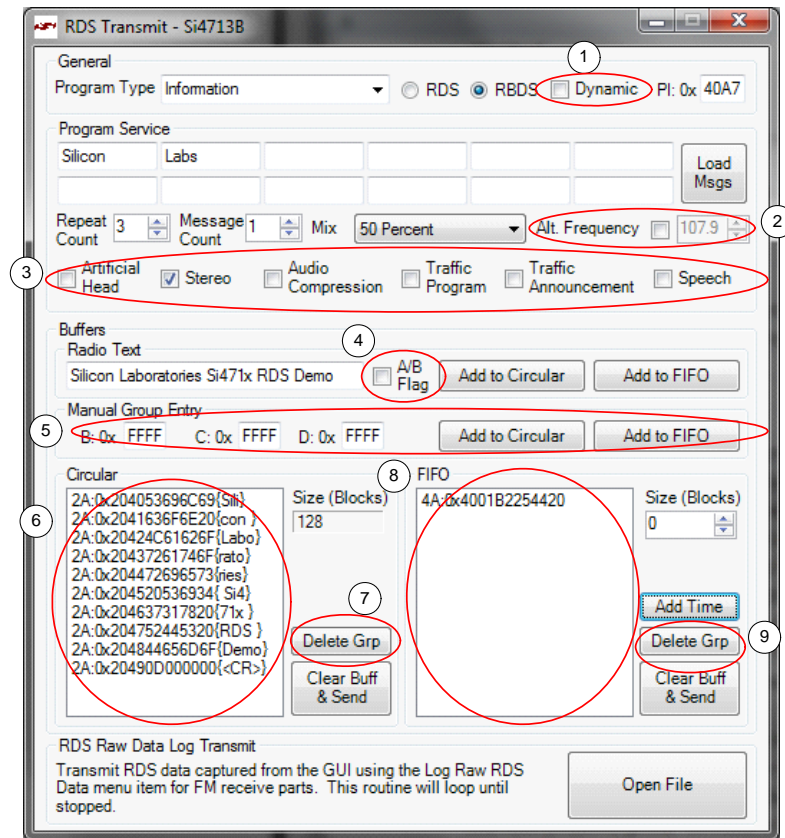 RDS Transmit - Si4713B
General
1
Program Type Information RDS RBDS Dynamic PI: 0x 40A7
Program Service
Silicon Labs
Load
Msgs
Repeat
Count 3 Message
Count 1 Mix 50 Percent Alt. Frequency 107.9 2
3 Artificial
Head Stereo Audio
Compression Traffic
Program Traffic
Announcement Speech
Buffers
Radio Text 4
Silicon Laboratories Si471x RDS Demo A/B
Flag Add to Circular Add to FIFO
Manual Group Entry
5 B: 0x FFFF C: 0x FFFF D: 0x FFFF Add to Circular Add to FIFO
Circular
6
2A:0x204053696C69{Sili}
2A:0x2041636F6E20{con }
2A:0x20424C61626F{Labo}
2A:0x20437261746F{rato}
2A:0x204472696573{ries}
2A:0x204520536934{ Si4}
2A:0x204637317820{71x }
2A:0x204752445320{RDS }
2A:0x204844656D6F{Demo}
2A:0x20490D000000{<CR>}
Size (Blocks)
128
7
Delete Grp
Clear Buff
& Send
8 FIFO
4A:0x4001B2254420
Size (Blocks)
0
Add Time
Delete Grp 9
Clear Buff
& Send
RDS Raw Data Log Transmit
Transmit RDS data captured from the GUI using the Log Raw RDS
Data menu item for FM receive parts. This routine will loop until
stopped.
Open File